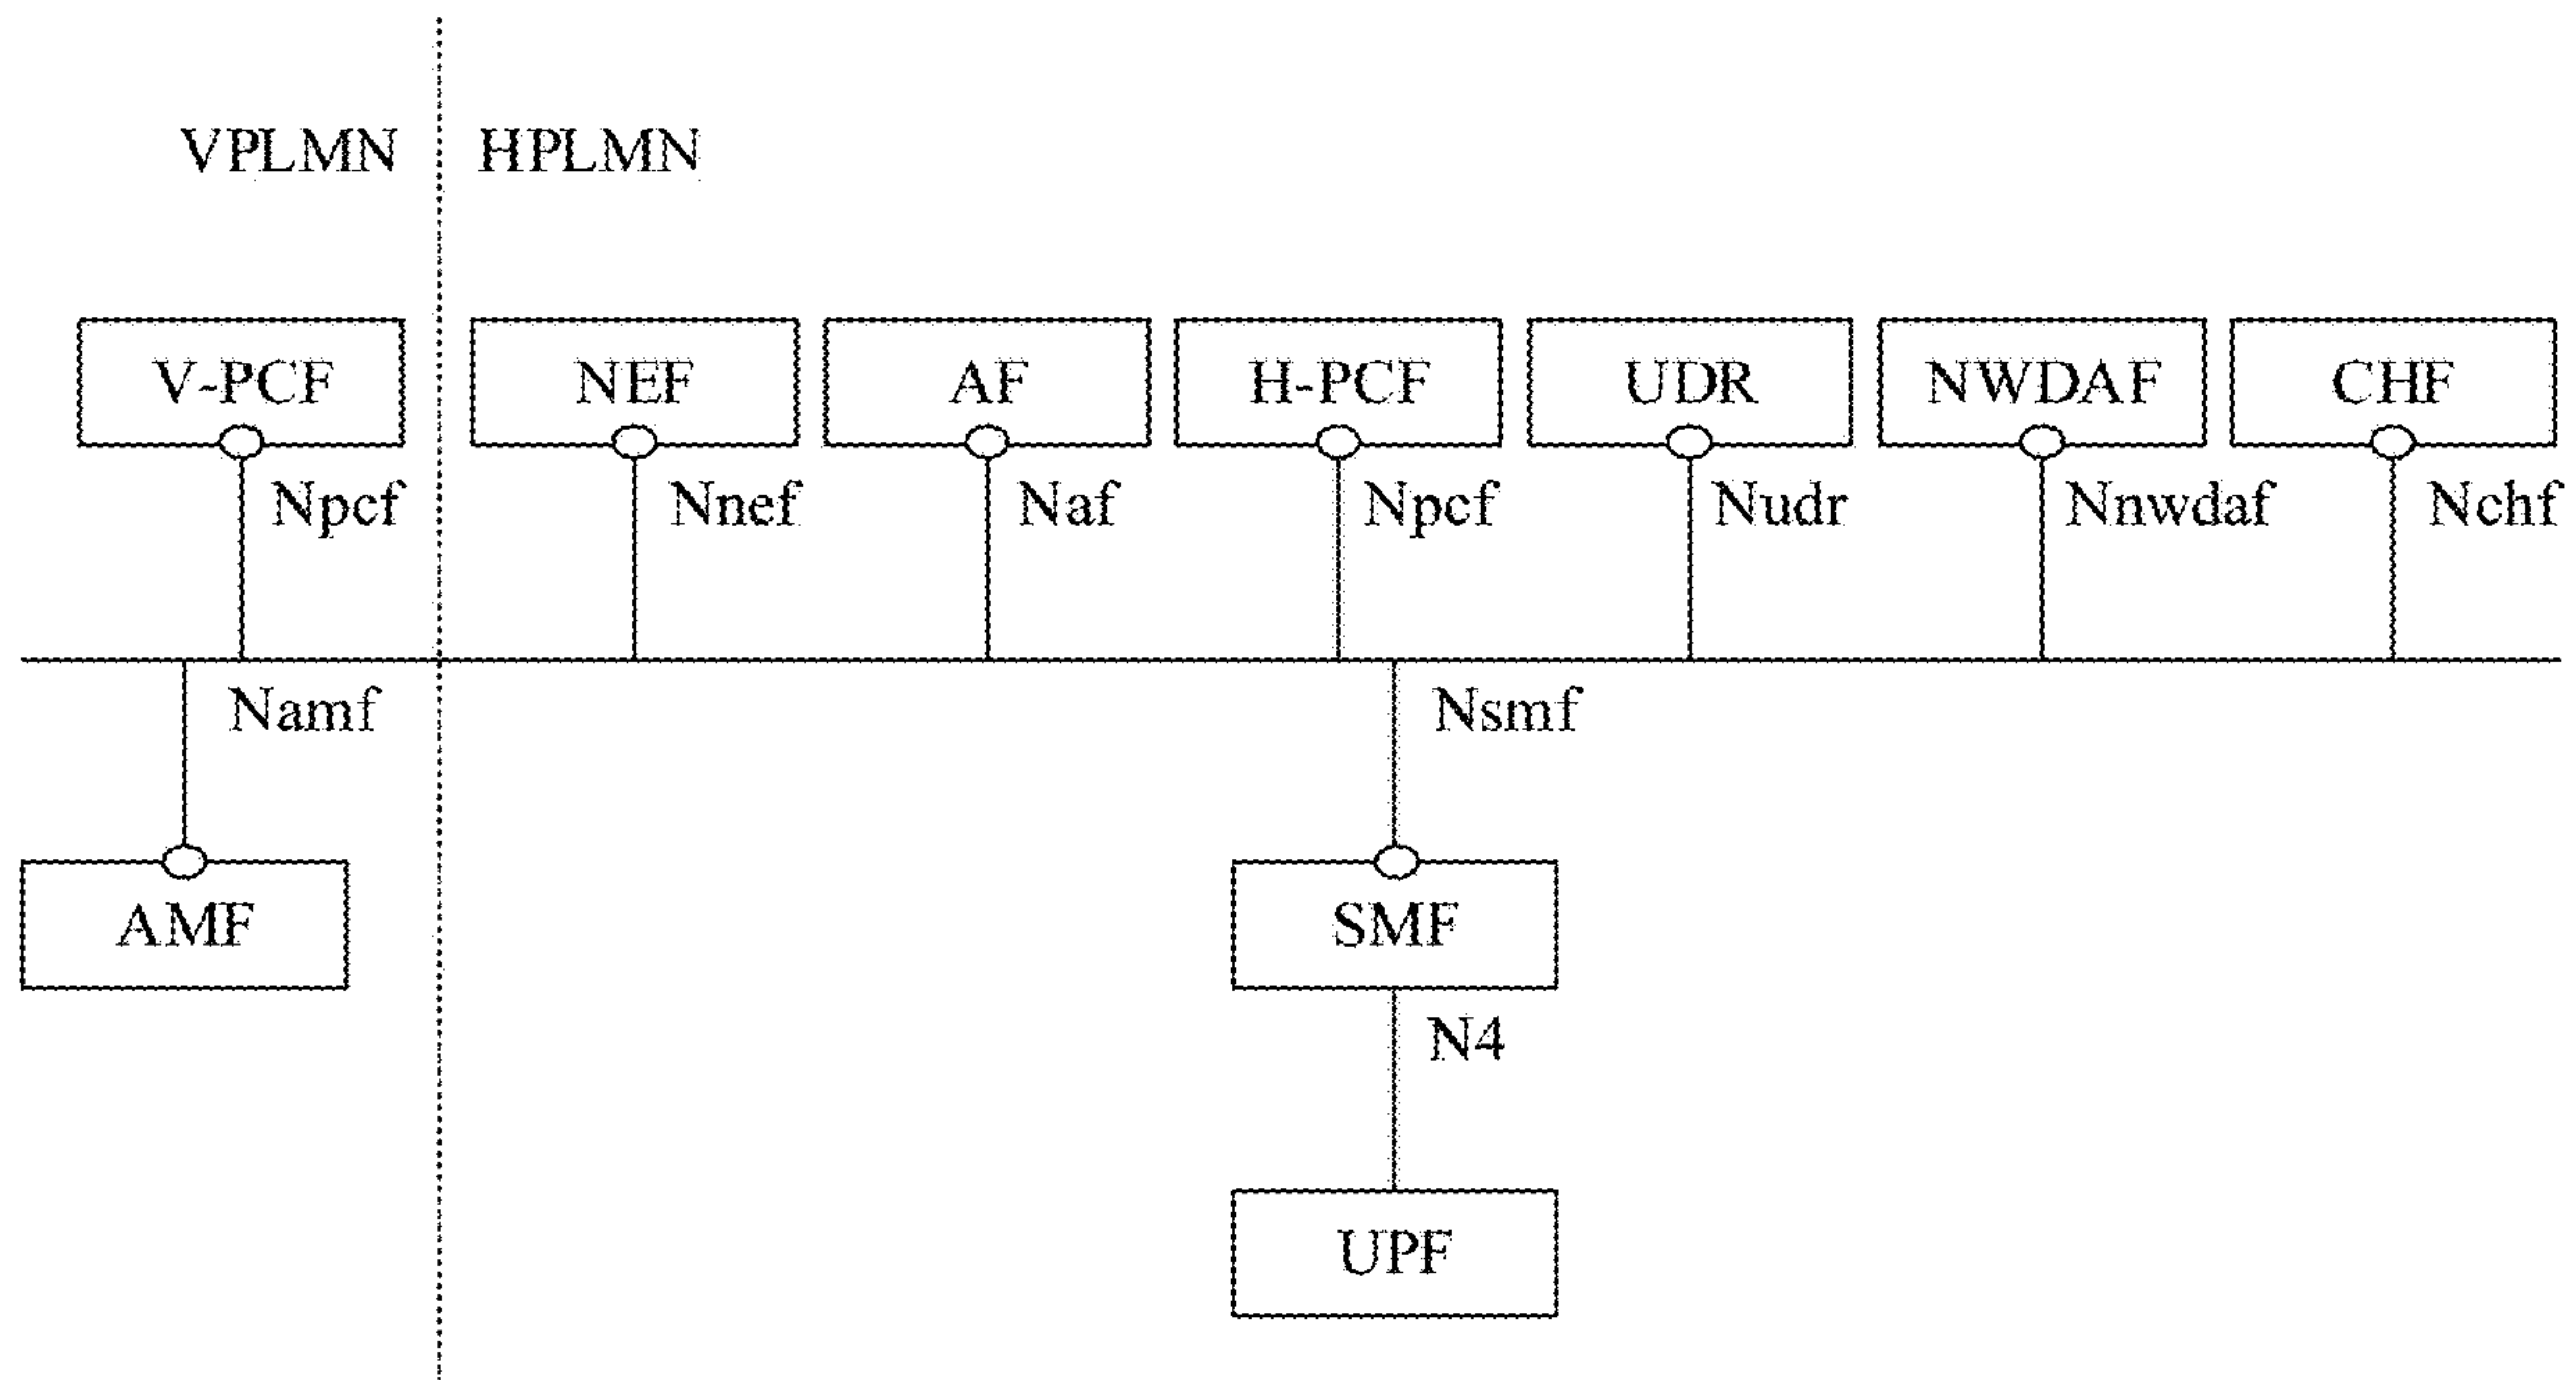 VPLMN HPLMN
V-PCF NEF AF H-PCF UDR NWDAF CHF
Npcf Nnef Naf Npcf Nudr Nnwdaf Nchf
Namf Nsmf
AMF SMF
N4
UPF